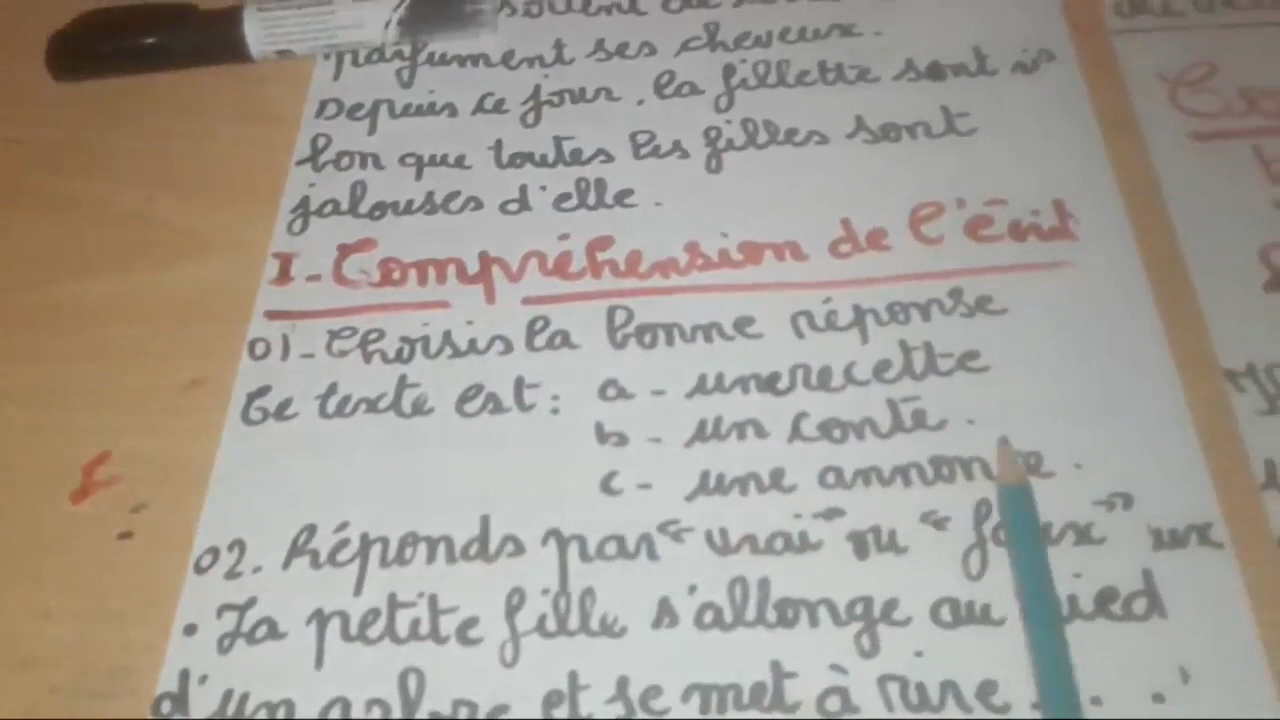 parfument ses cheveux.
Depuis ce jour, la fillette sent si
bon que toutes les filles sont
jalouses d'elle.
I - Compréhension de l'écrit
01 - Choisis la bonne réponse
Ce texte est : a - une recette
b - un conte.
c - une annonce.
02. Réponds par "vrai" ou "faux"
. La petite fille s'allonge au pied
d'un arbre et se met à rire...